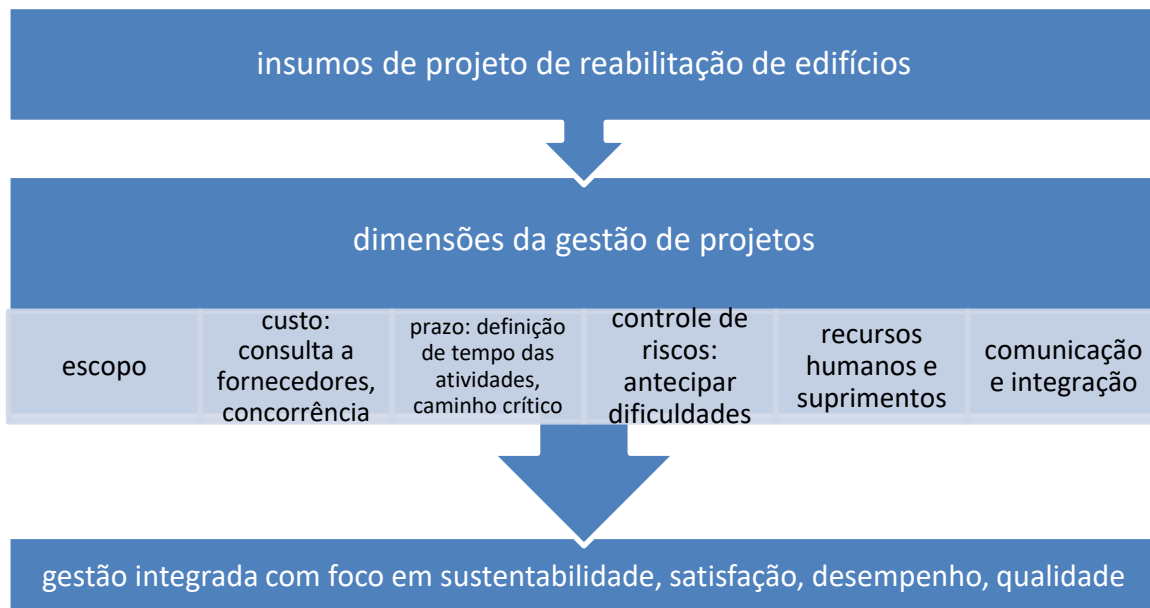 insumos de projeto de reabilitação de edifícios
dimensões da gestão de projetos
escopo
custo:
consulta a
fornecedores,
concorrência
prazo: definição
de tempo das
atividades,
caminho crítico
controle de
riscos:
antecipar
dificuldades
recursos
humanos e
suprimentos
comunicação
e integração
gestão integrada com foco em sustentabilidade, satisfação, desempenho, qualidade